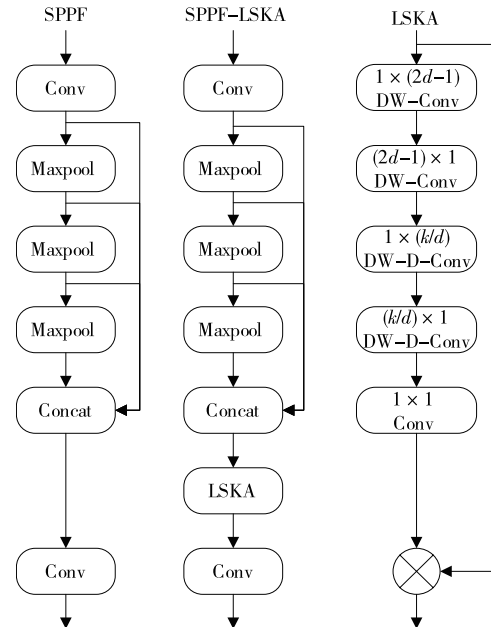 SPPF
Conv
Maxpool
Maxpool
Maxpool
Concat
Conv
SPPF-LSKA
Conv
Maxpool
Maxpool
Maxpool
Concat
LSKA
Conv
LSKA
1 × (2d-1)
DW-Conv
(2d-1) × 1
DW-Conv
1 × (k/d)
DW-D-Conv
(k/d) × 1
DW-D-Conv
1 × 1
Conv